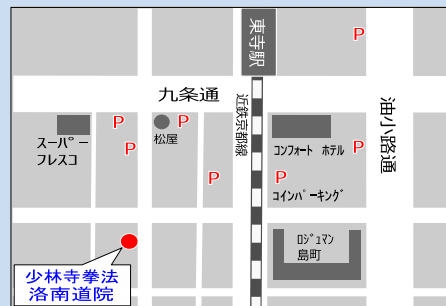 東寺駅
P
九条通
近鉄京都線
油小路通
P
P
P
P
P
P
スーパー
フレスコ
松屋
コンフォート ホテル
コインパーキング
ロジュマン
島町
少林寺拳法
洛南道院